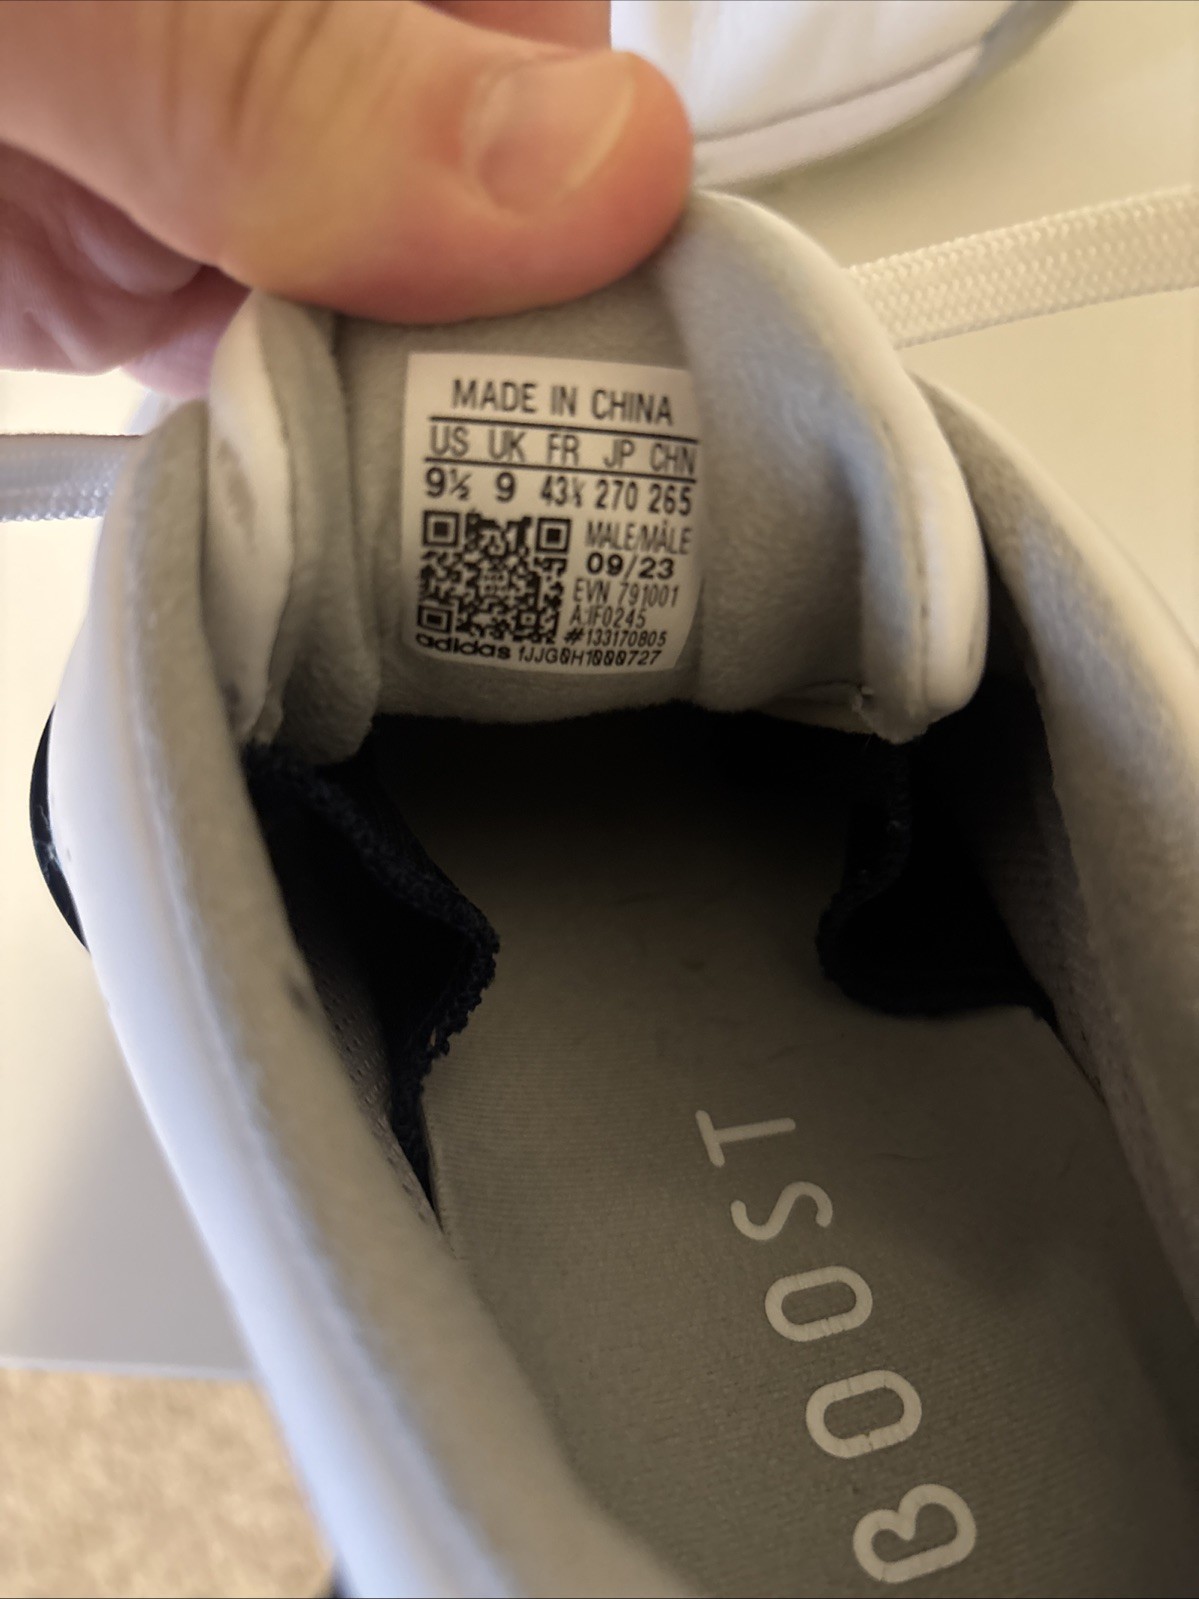 MADE IN CHINA
US UK FR JP CHN
9½ 9 43⅓ 270 265
MALE/MÂLE
09/23
EVN 791001
A:IF0245
#133170805
adidas 1JJG0H1000727
BOOST